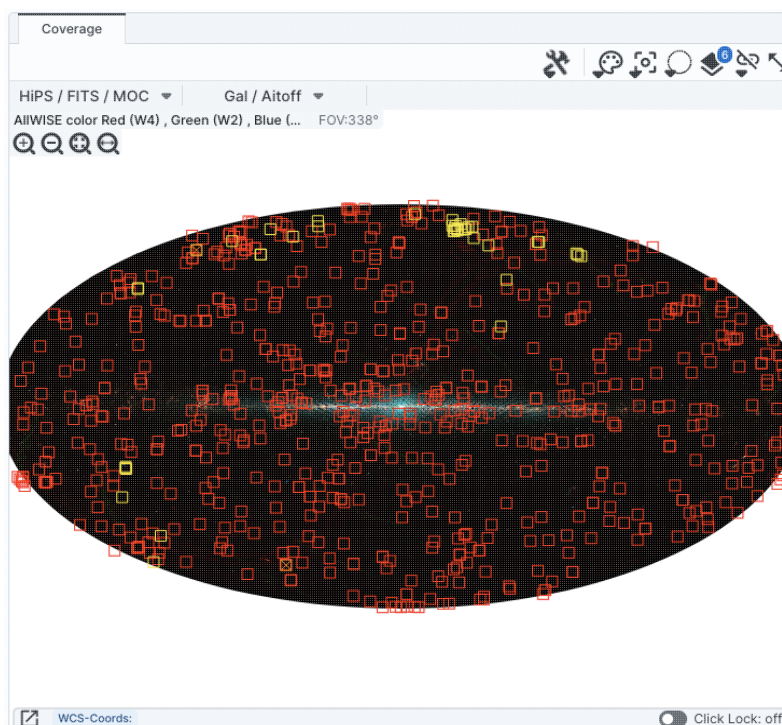 Coverage
6
HiPS / FITS / MOC
Gal / Aitoff
AllWISE color Red (W4) , Green (W2) , Blue (...
FOV:338°
WCS-Coords:
Click Lock: off